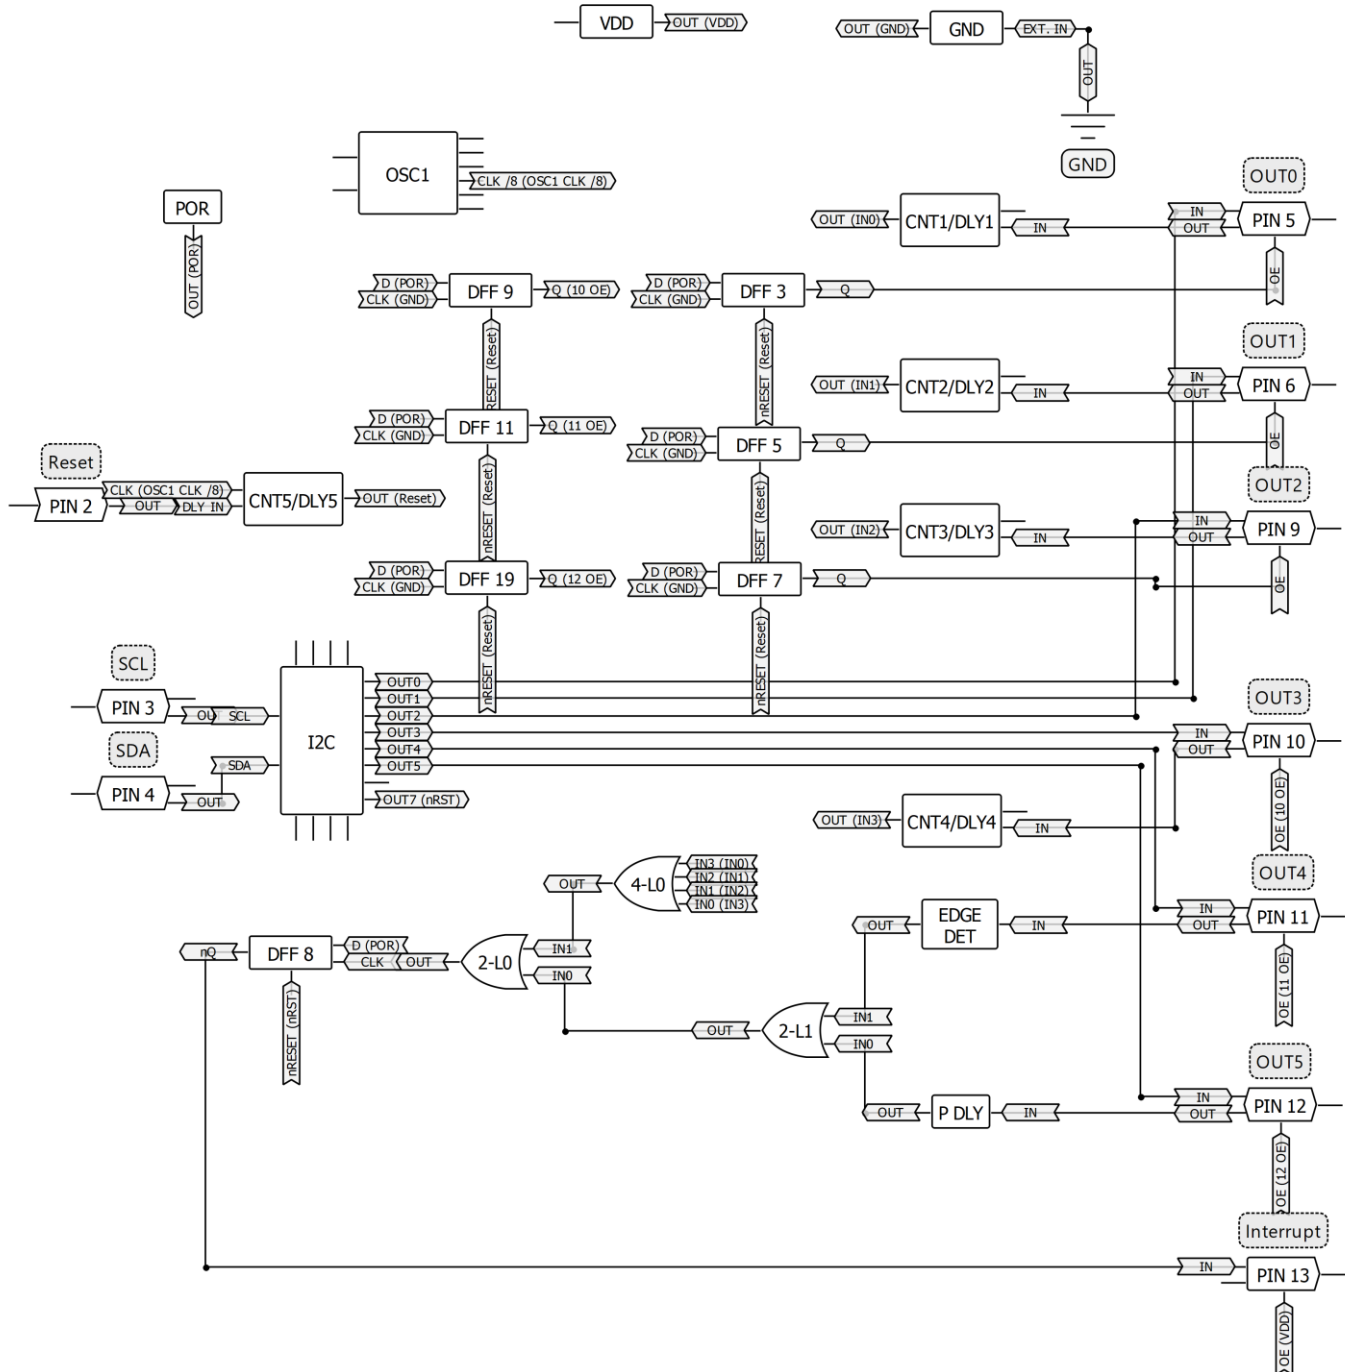 VDD
OUT (VDD)
OUT (GND)
GND
EXT. IN
OUT
GND
OSC1
CLK /8 (OSC1 CLK /8)
POR
OUT (POR)
OUT0
OUT (IN0)
CNT1/DLY1
IN
IN
OUT
PIN 5
OE
D (POR)
CLK (GND)
DFF 9
Q (10 OE)
nRESET (Reset)
D (POR)
CLK (GND)
DFF 3
Q
nRESET (Reset)
OUT1
OUT (IN1)
CNT2/DLY2
IN
IN
OUT
PIN 6
OE
D (POR)
CLK (GND)
DFF 11
Q (11 OE)
nRESET (Reset)
D (POR)
CLK (GND)
DFF 5
Q
nRESET (Reset)
Reset
PIN 2
CLK (OSC1 CLK /8)
OUT
DLY IN
CNT5/DLY5
OUT (Reset)
OUT2
OUT (IN2)
CNT3/DLY3
IN
IN
OUT
PIN 9
OE
D (POR)
CLK (GND)
DFF 19
Q (12 OE)
nRESET (Reset)
D (POR)
CLK (GND)
DFF 7
Q
nRESET (Reset)
SCL
PIN 3
OUT
SCL
SDA
PIN 4
OUT
SDA
I2C
OUT0
OUT1
OUT2
OUT3
OUT4
OUT5
OUT7 (nRST)
OUT3
IN
OUT
PIN 10
OE (10 OE)
OUT (IN3)
CNT4/DLY4
IN
OUT
4-L0
IN3 (IN0)
IN2 (IN1)
IN1 (IN2)
IN0 (IN3)
OUT4
OUT
EDGE
DET
IN
IN
OUT
PIN 11
OE (11 OE)
nQ
DFF 8
D (POR)
CLK
OUT
2-L0
IN1
IN0
nRESET (nRST)
OUT
2-L1
IN1
IN0
OUT5
OUT
P DLY
IN
IN
OUT
PIN 12
OE (12 OE)
Interrupt
IN
PIN 13
OE (VDD)